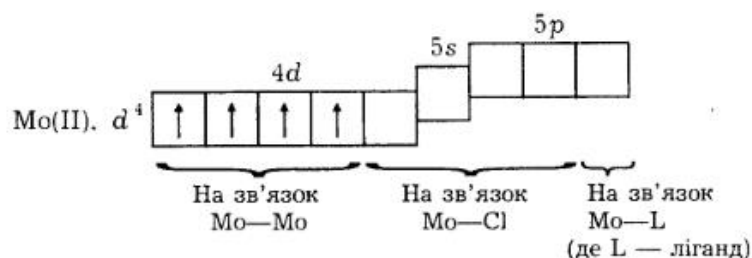 5s 5p
4d
Mo(II). d⁴
На зв'язок На зв'язок На зв'язок
Mo—Mo Mo—Cl Mo—L
(де L — ліганд)